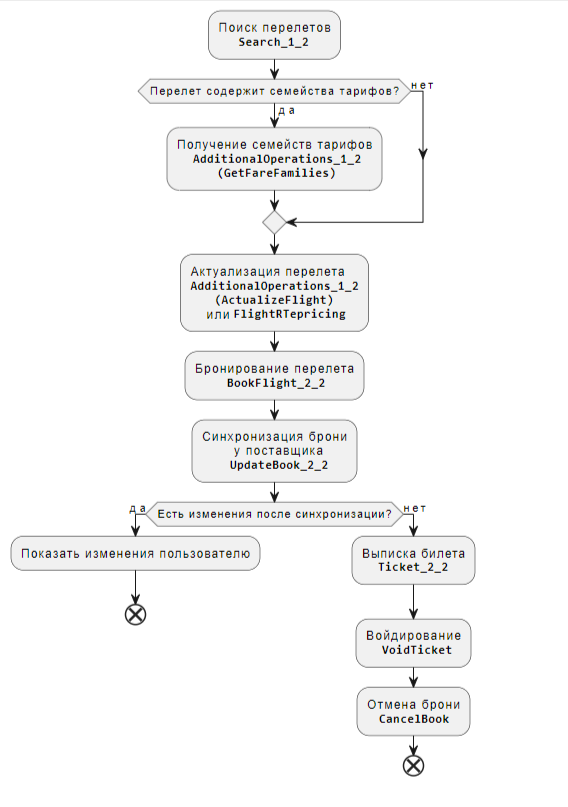 Поиск перелетов
Search_1_2
Перелет содержит семейства тарифов?
нет
да
Получение семейств тарифов
AdditionalOperations_1_2
(GetFareFamilies)
Актуализация перелета
AdditionalOperations_1_2
(ActualizeFlight)
или FlightRTepricing
Бронирование перелета
BookFlight_2_2
Синхронизация брони
у поставщика
UpdateBook_2_2
да
Есть изменения после синхронизации?
нет
Показать изменения пользователю
Выписка билета
Ticket_2_2
Войдирование
VoidTicket
Отмена брони
CancelBook